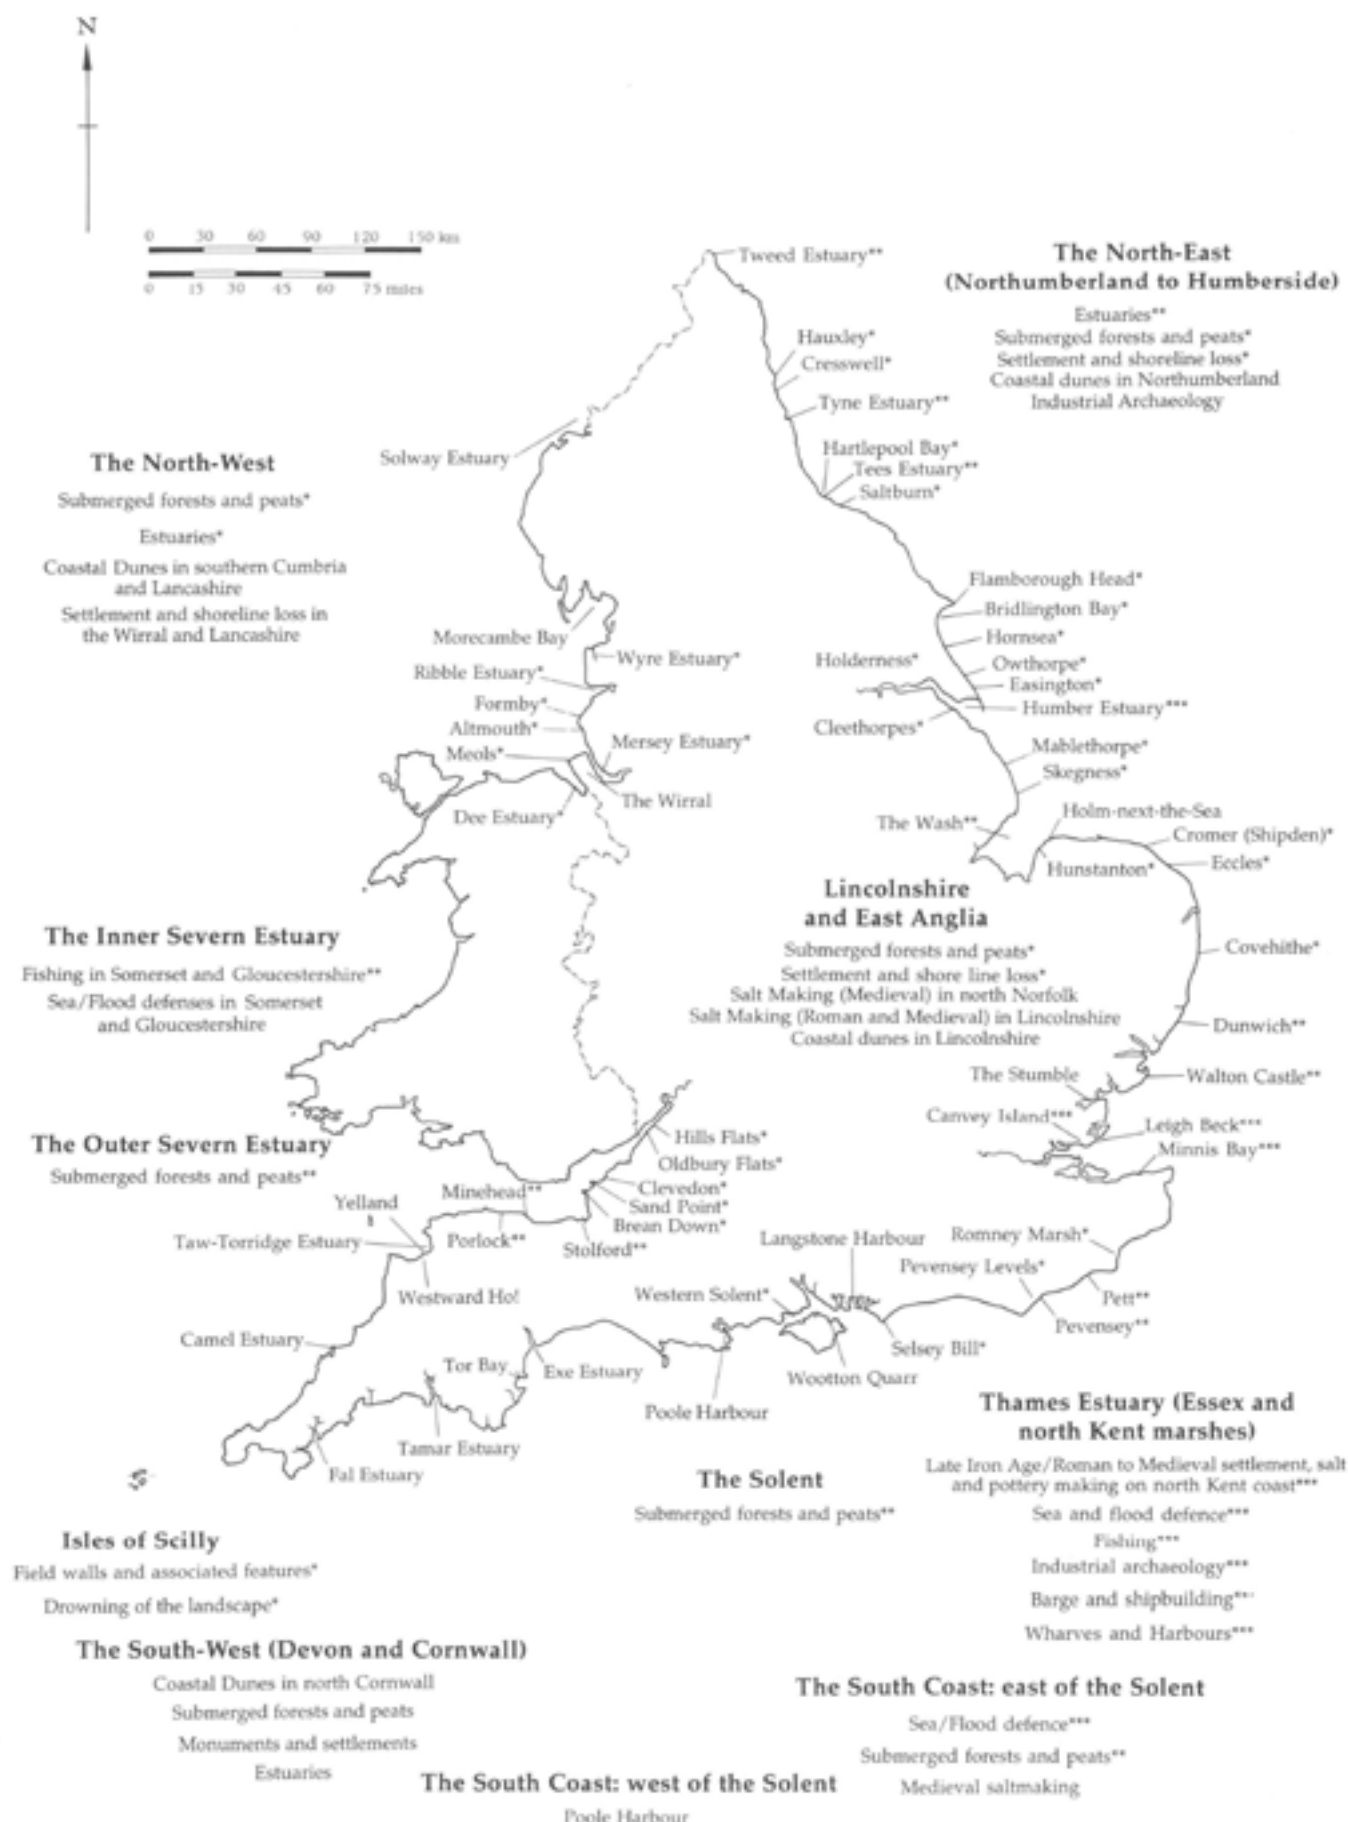 N
0 30 60 90 120 150 km
0 15 30 45 60 75 miles
Tweed Estuary**
The North-East
(Northumberland to Humberside)
Estuaries**
Submerged forests and peats*
Settlement and shoreline loss*
Coastal dunes in Northumberland
Industrial Archaeology
Hauxley*
Cresswell*
Tyne Estuary**
Hartlepool Bay*
Tees Estuary**
Saltburn*
Solway Estuary
The North-West
Submerged forests and peats*
Estuaries*
Coastal Dunes in southern Cumbria
and Lancashire
Settlement and shoreline loss in
the Wirral and Lancashire
Flamborough Head*
Bridlington Bay*
Hornsea*
Owthorpe*
Easington*
Humber Estuary***
Holderness*
Cleethorpes*
Morecambe Bay
Wyre Estuary*
Ribble Estuary*
Formby*
Altmouth*
Meols*
Mersey Estuary*
The Wirral
Dee Estuary*
Mablethorpe*
Skegness*
The Wash**
Holm-next-the-Sea
Cromer (Shipden)*
Hunstanton*
Eccles*
Lincolnshire
and East Anglia
Submerged forests and peats*
Settlement and shore line loss*
Salt Making (Medieval) in north Norfolk
Salt Making (Roman and Medieval) in Lincolnshire
Coastal dunes in Lincolnshire
Covehithe*
Dunwich**
The Stumble
Walton Castle**
Canvey Island***
Leigh Beck***
Minnis Bay***
The Inner Severn Estuary
Fishing in Somerset and Gloucestershire**
Sea/Flood defenses in Somerset
and Gloucestershire
The Outer Severn Estuary
Submerged forests and peats**
Hills Flats*
Oldbury Flats*
Clevedon*
Sand Point*
Brean Down*
Stolford**
Minehead**
Porlock**
Yelland
Taw-Torridge Estuary
Westward Ho!
Camel Estuary
Langstone Harbour
Romney Marsh*
Pevensey Levels*
Pett**
Pevensey**
Western Solent*
Selsey Bill*
Wootton Quarr
Tor Bay
Exe Estuary
Poole Harbour
Tamar Estuary
Fal Estuary
The Solent
Submerged forests and peats**
Thames Estuary (Essex and
north Kent marshes)
Late Iron Age/Roman to Medieval settlement, salt
and pottery making on north Kent coast***
Sea and flood defence***
Fishing***
Industrial archaeology***
Barge and shipbuilding***
Wharves and Harbours***
Isles of Scilly
Field walls and associated features*
Drowning of the landscape*
The South-West (Devon and Cornwall)
Coastal Dunes in north Cornwall
Submerged forests and peats
Monuments and settlements
Estuaries
The South Coast: east of the Solent
Sea/Flood defence***
Submerged forests and peats**
Medieval saltmaking
The South Coast: west of the Solent
Poole Harbour